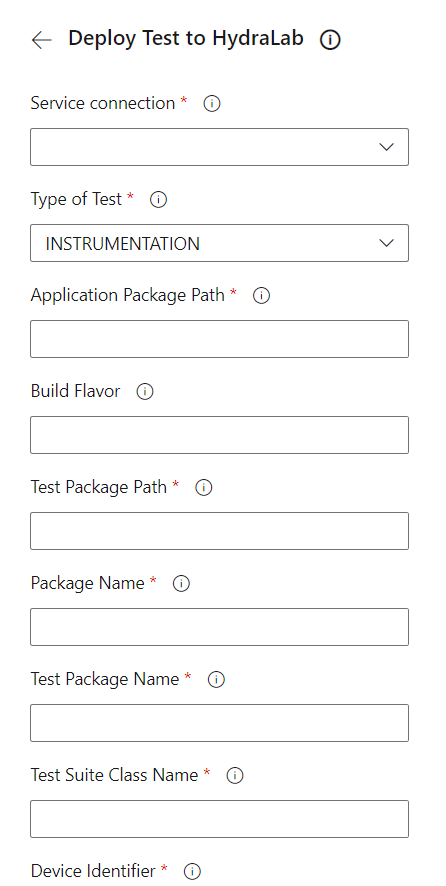 Deploy Test to HydraLab
Service connection *
Type of Test *
INSTRUMENTATION
Application Package Path *
Build Flavor
Test Package Path *
Package Name *
Test Package Name *
Test Suite Class Name *
Device Identifier *